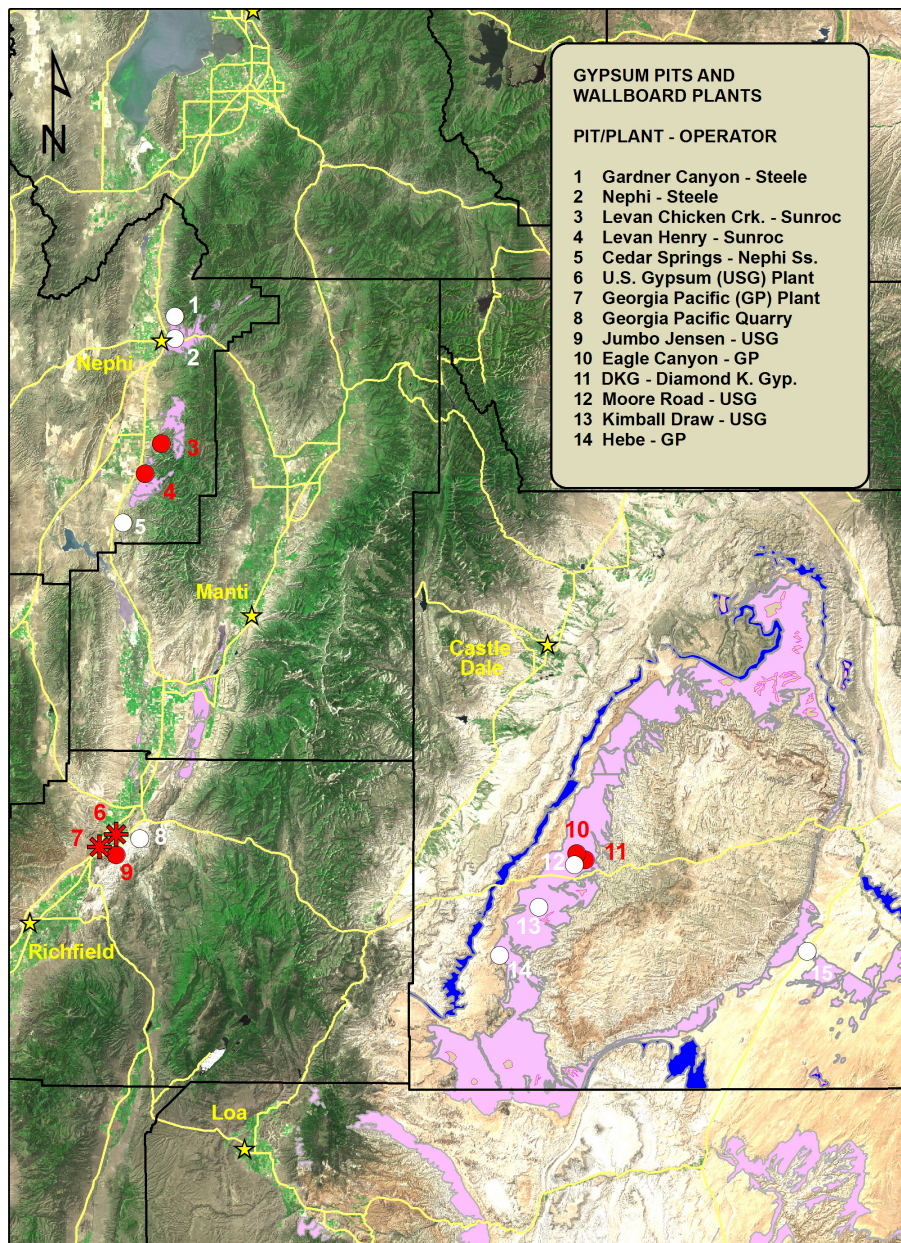 N
GYPSUM PITS AND
WALLBOARD PLANTS
PIT/PLANT - OPERATOR
1 Gardner Canyon - Steele
2 Nephi - Steele
3 Levan Chicken Crk. - Sunroc
4 Levan Henry - Sunroc
5 Cedar Springs - Nephi Ss.
6 U.S. Gypsum (USG) Plant
7 Georgia Pacific (GP) Plant
8 Georgia Pacific Quarry
9 Jumbo Jensen - USG
10 Eagle Canyon - GP
11 DKG - Diamond K. Gyp.
12 Moore Road - USG
13 Kimball Draw - USG
14 Hebe - GP
1
2
Nephi
3
4
5
Manti
Castle
Dale
6
7
8
9
10
11
12
13
14
15
Richfield
Loa